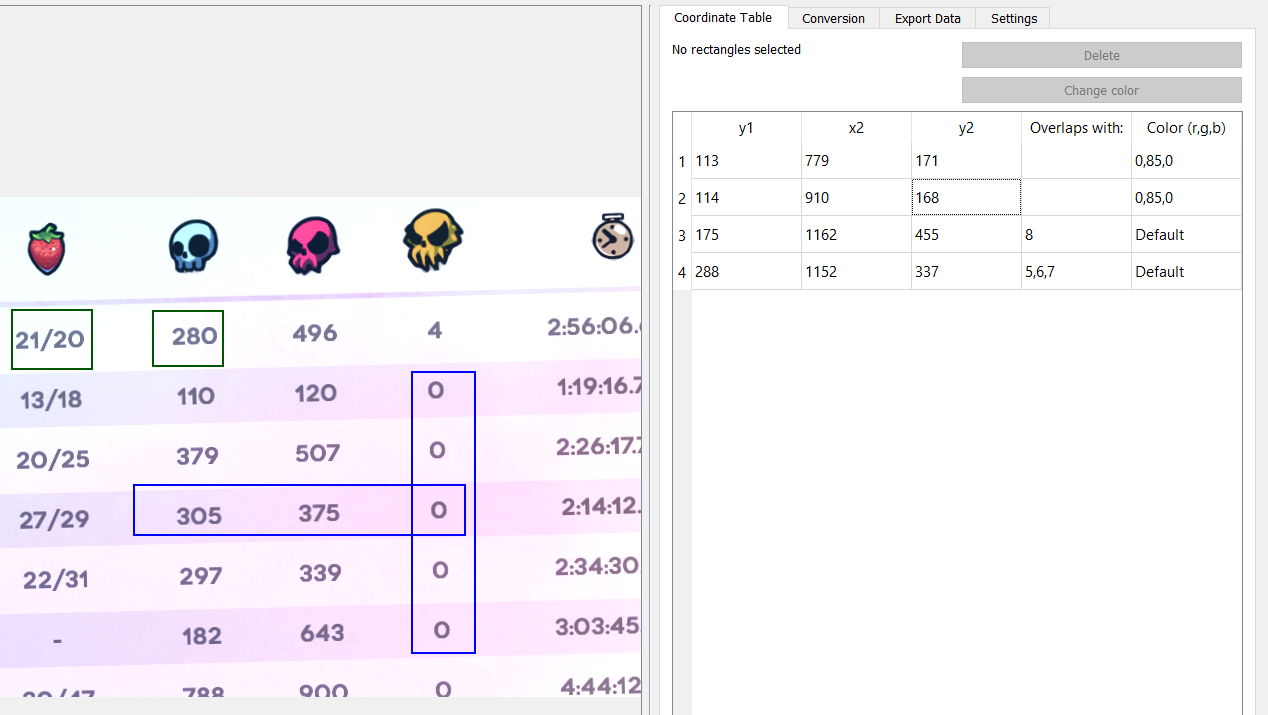 Coordinate Table Conversion Export Data Settings
No rectangles selected
Delete
Change color
y1 x2 y2 Overlaps with: Color (r,g,b)
1 113 779 171 0,85,0
2 114 910 168 0,85,0
3 175 1162 455 8 Default
4 288 1152 337 5,6,7 Default
21/20 280 496 4 2:56:06.
13/18 110 120 0 1:19:16.7
20/25 379 507 0 2:26:17.7
27/29 305 375 0 2:14:12.
22/31 297 339 0 2:34:30
- 182 643 0 3:03:45.
788 900 0 4:44:12